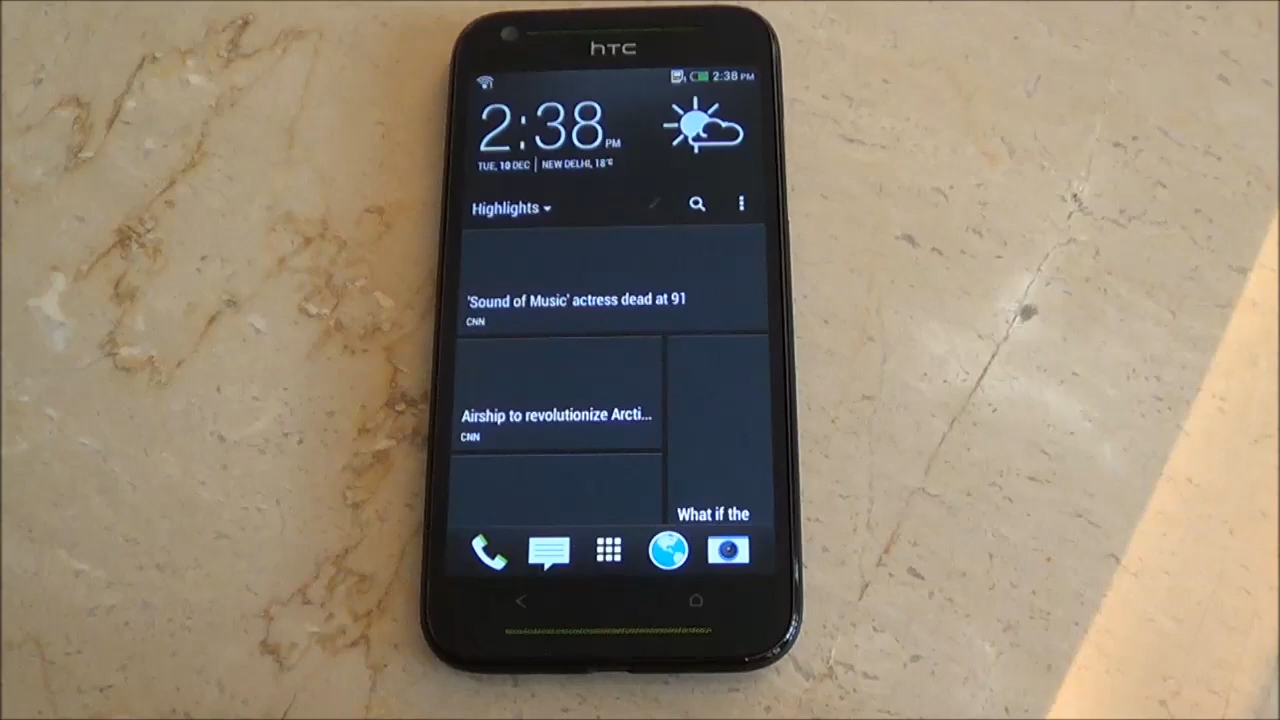 hTC
2:38 PM
2:38 PM
TUE, 10 DEC | NEW DELHI, 18°C
Highlights
'Sound of Music' actress dead at 91
CNN
Airship to revolutionize Arcti...
CNN
What if the